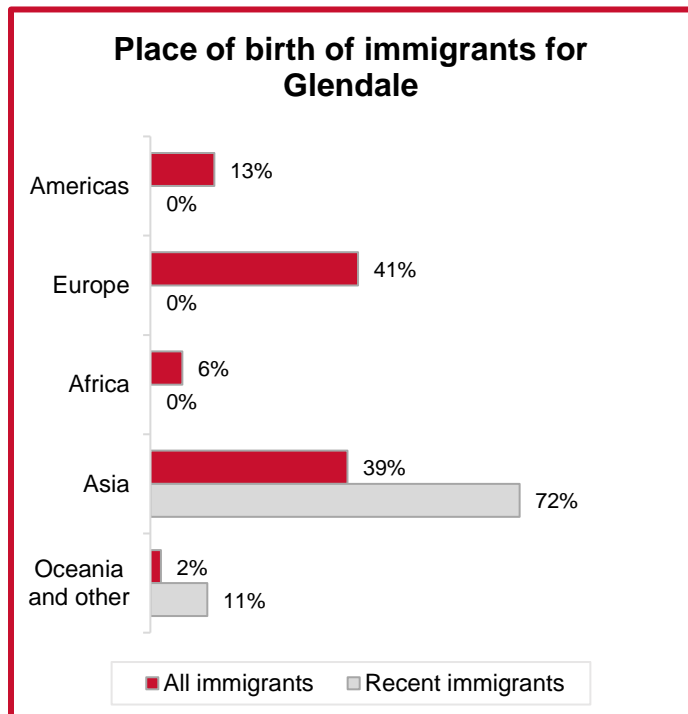 Place of birth of immigrants for
Glendale
Americas
13%
0%
Europe
41%
0%
Africa
6%
0%
Asia
39%
72%
Oceania
and other
2%
11%
All immigrants
Recent immigrants